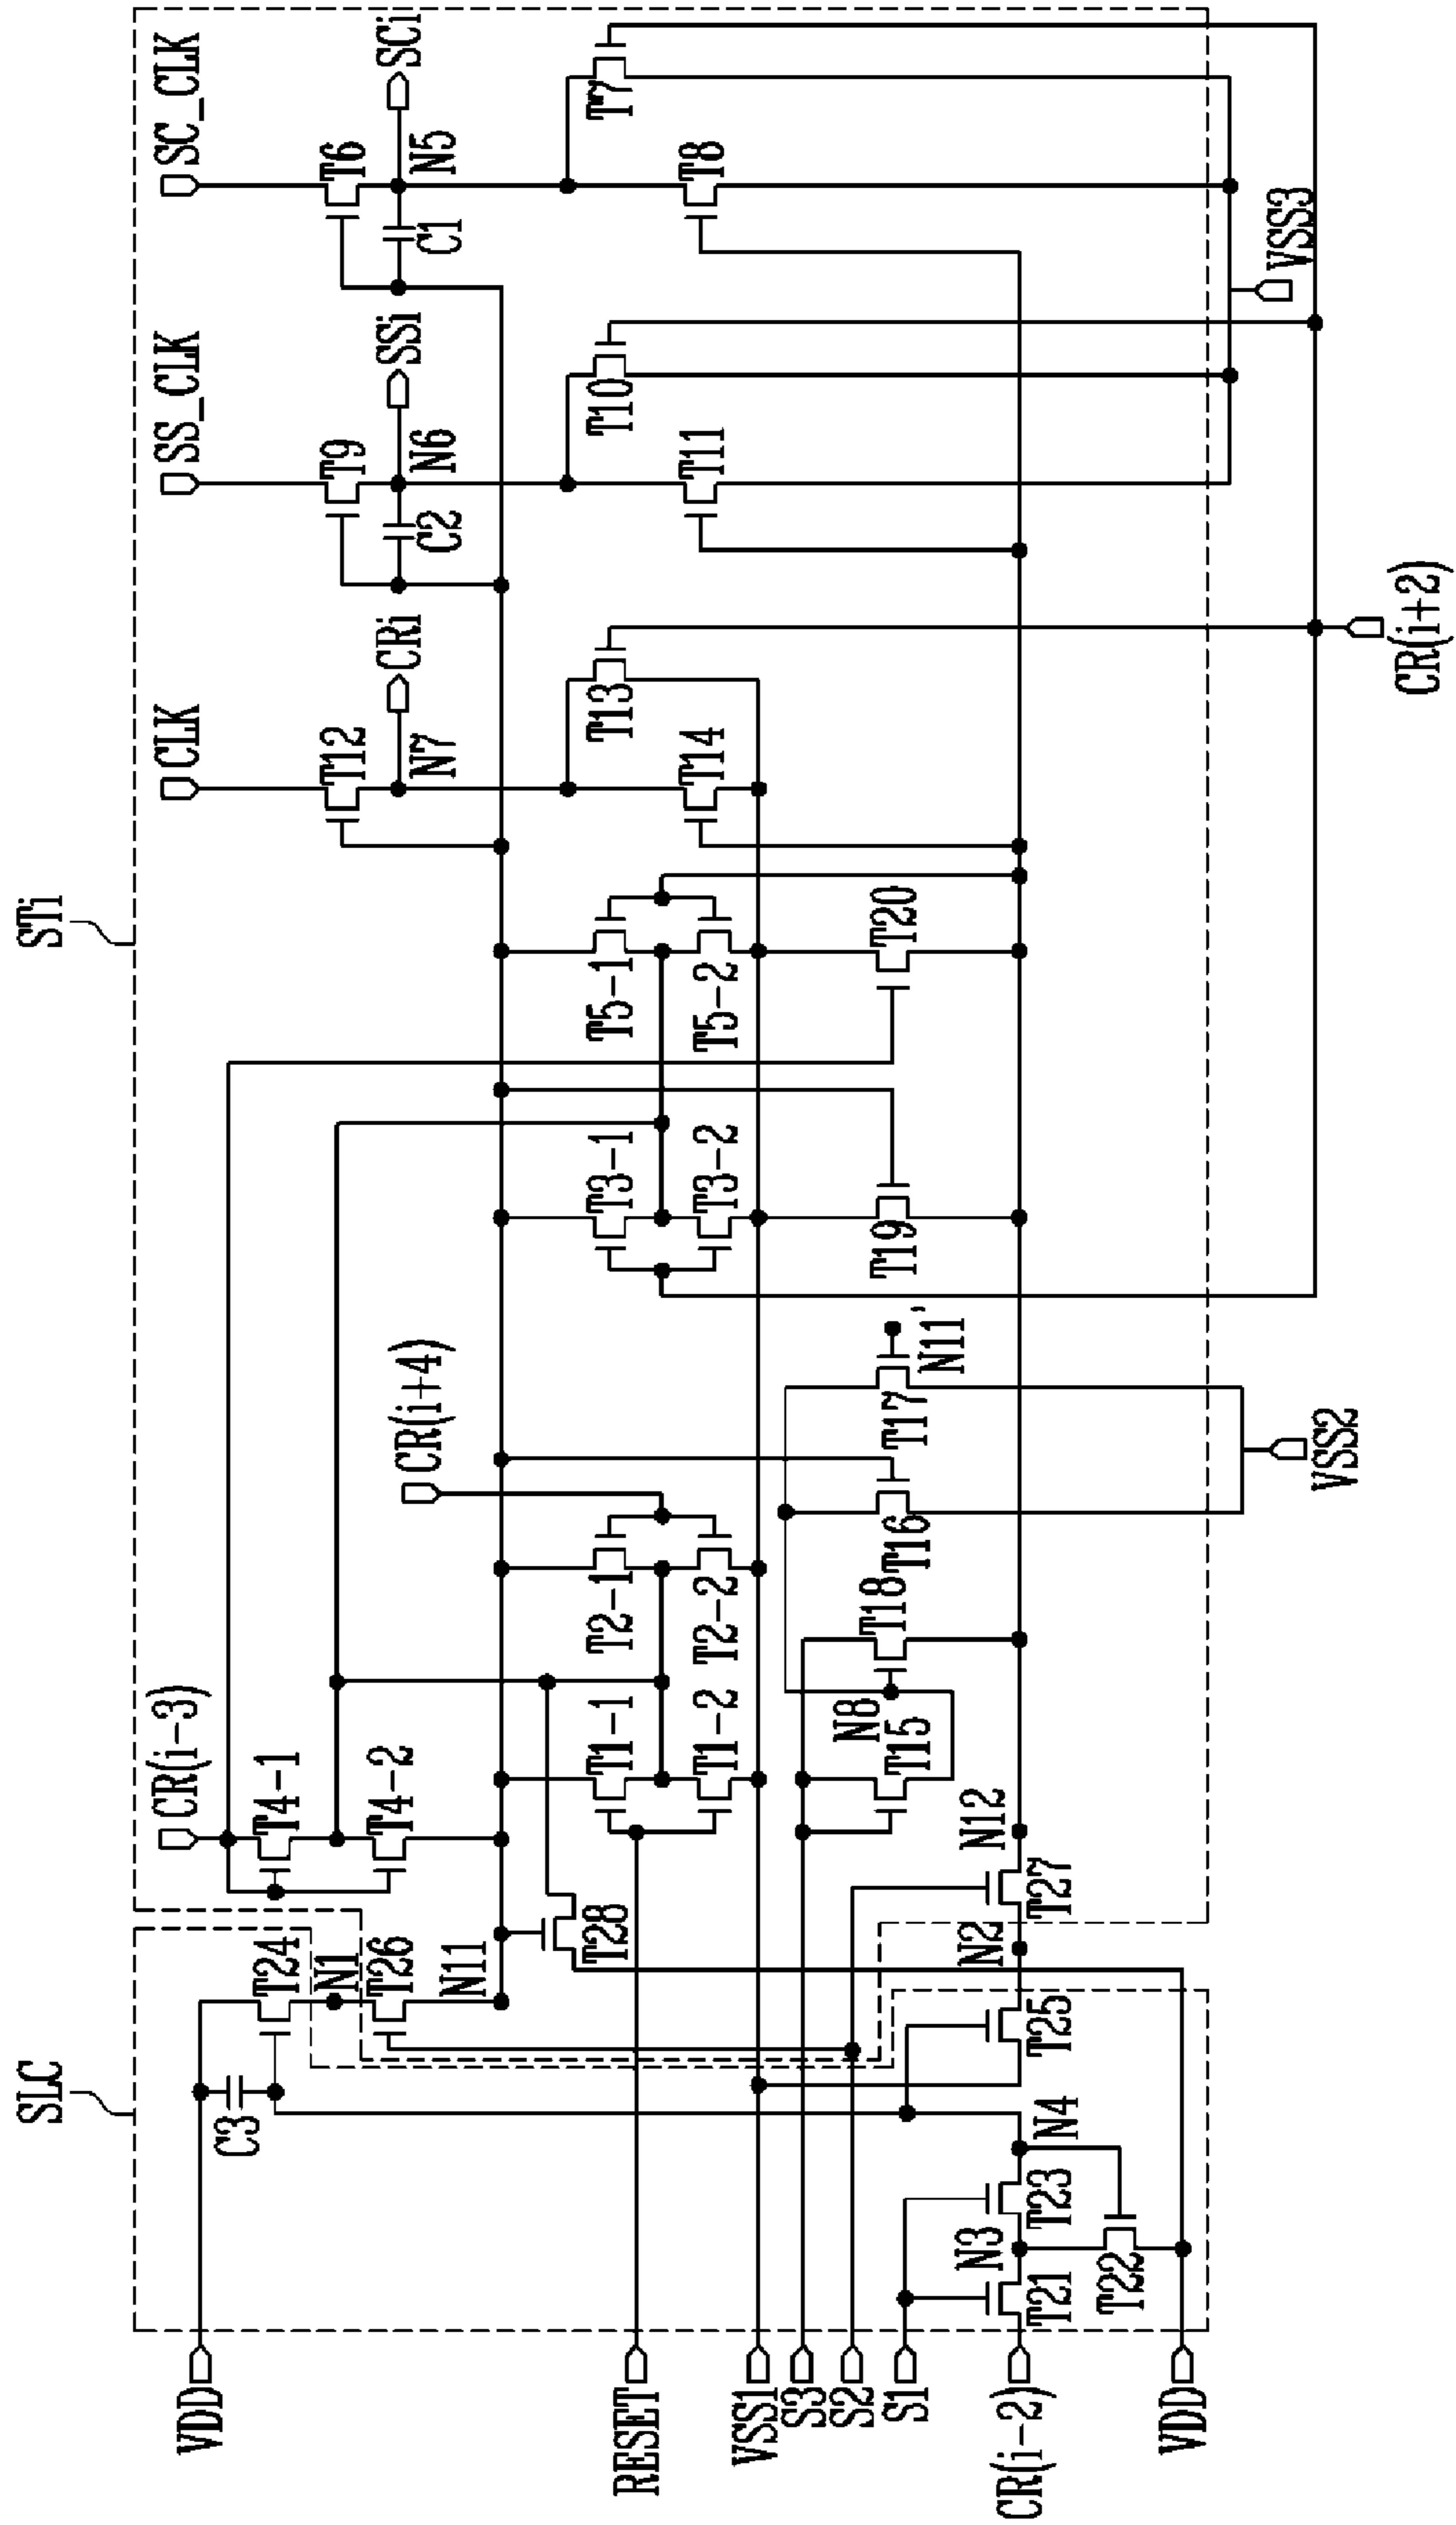 STi
SLC
SC_CLK
SS_CLK
CLK
CR(i-3)
VDD
T6
SCi
N5
C1
T9
SSi
N6
C2
T12
CRi
N7
CR(i+4)
T4-1
T4-2
T24
N1
T26
N11
C3
T7
T8
T10
T11
T13
T14
T5-1
T5-2
T20
T3-1
T3-2
T19
T2-1
T2-2
T1-1
T1-2
T28
N11'
T17
T16
T18
N8
T15
N12
T27
N2
T25
N4
T23
N3
T21
T22
VSS3
CR(i+2)
VSS2
RESET
VSS1
S3
S2
S1
CR(i-2)
VDD